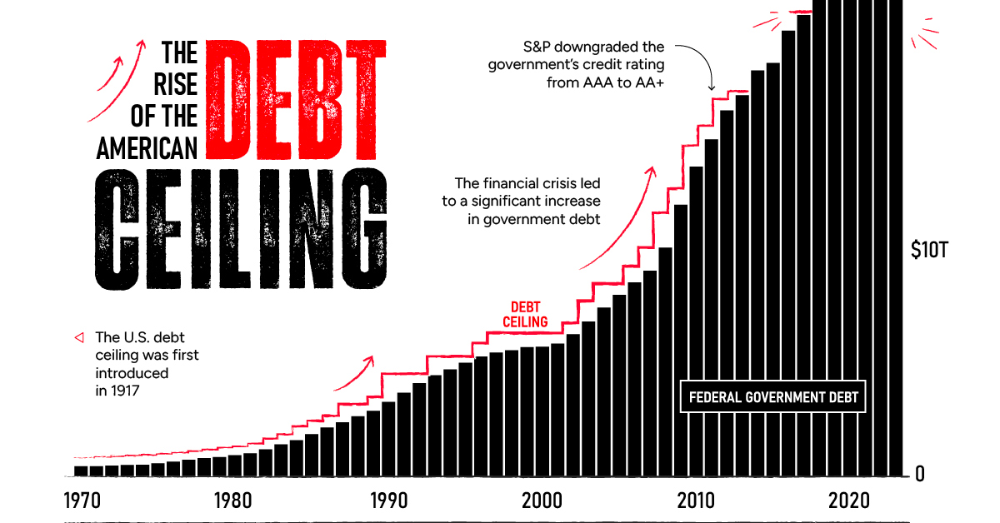 THE
RISE
OF THE
AMERICAN
DEBT
CEILING
S&P downgraded the
government's credit rating
from AAA to AA+
The financial crisis led
to a significant increase
in government debt
$10T
DEBT
CEILING
The U.S. debt
ceiling was first
introduced
in 1917
FEDERAL GOVERNMENT DEBT
0
1970 1980 1990 2000 2010 2020